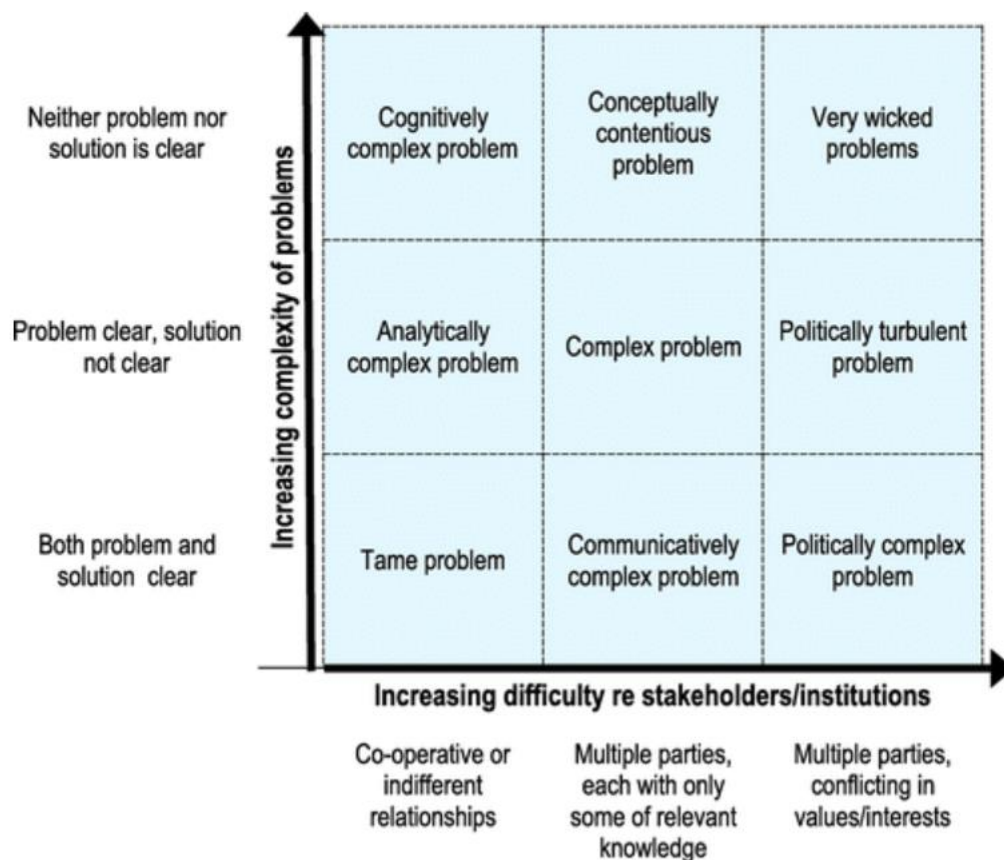 Neither problem nor
solution is clear
Cognitively
complex problem
Conceptually
contentious
problem
Very wicked
problems
Increasing complexity of problems
Problem clear, solution
not clear
Analytically
complex problem
Complex problem
Politically turbulent
problem
Both problem and
solution clear
Tame problem
Communicatively
complex problem
Politically complex
problem
Increasing difficulty re stakeholders/institutions
Co-operative or
indifferent
relationships
Multiple parties,
each with only
some of relevant
knowledge
Multiple parties,
conflicting in
values/interests